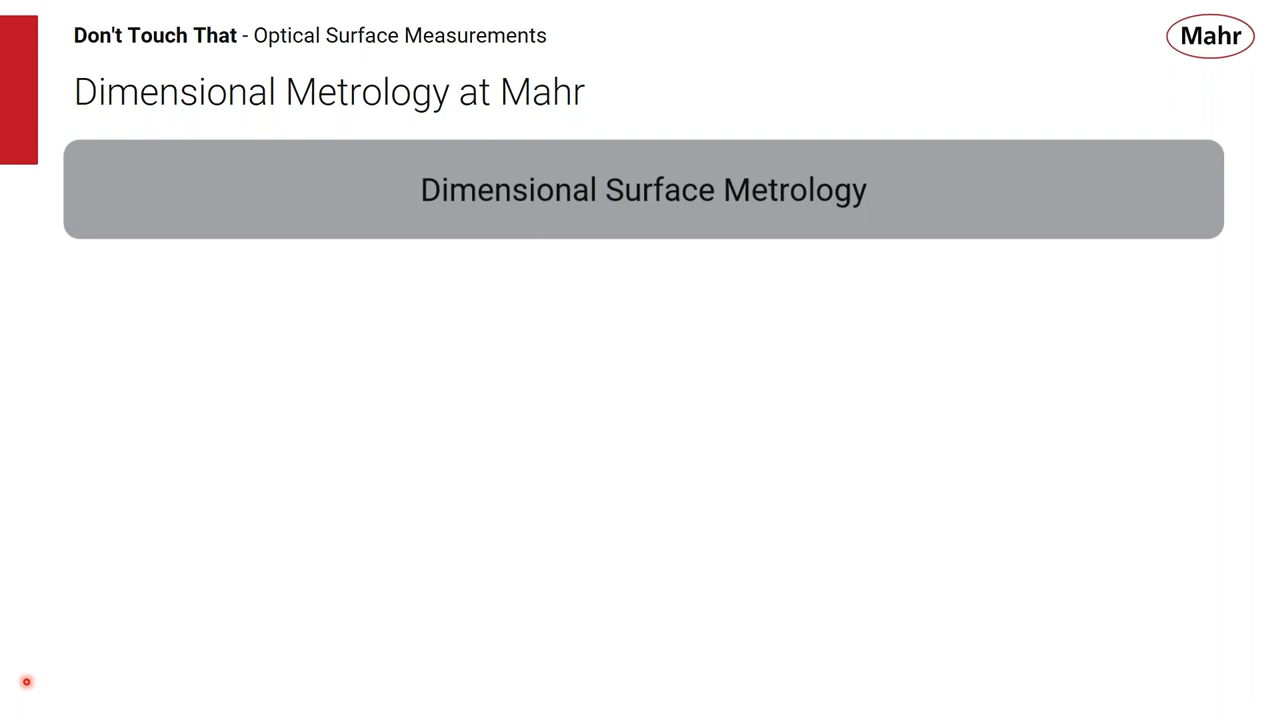 Don't Touch That - Optical Surface Measurements
Mahr
Dimensional Metrology at Mahr
Dimensional Surface Metrology